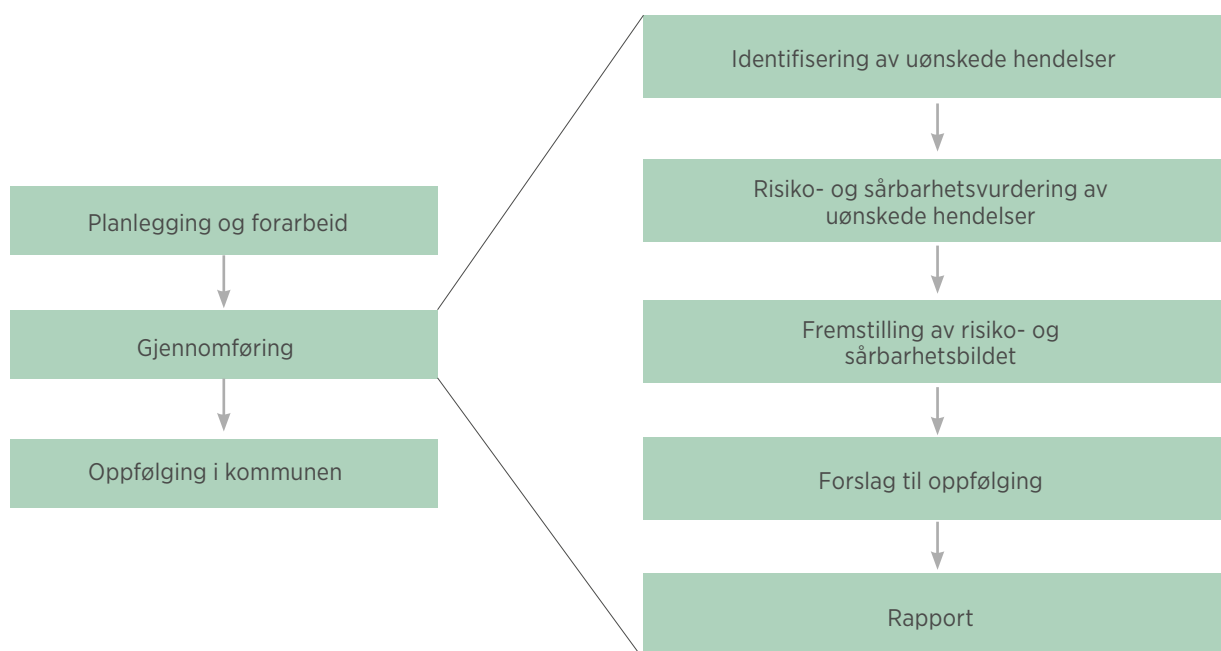 Planlegging og forarbeid
Gjennomføring
Oppfølging i kommunen
Identifisering av uønskede hendelser
Risiko- og sårbarhetsvurdering av
uønskede hendelser
Fremstilling av risiko- og
sårbarhetsbildet
Forslag til oppfølging
Rapport